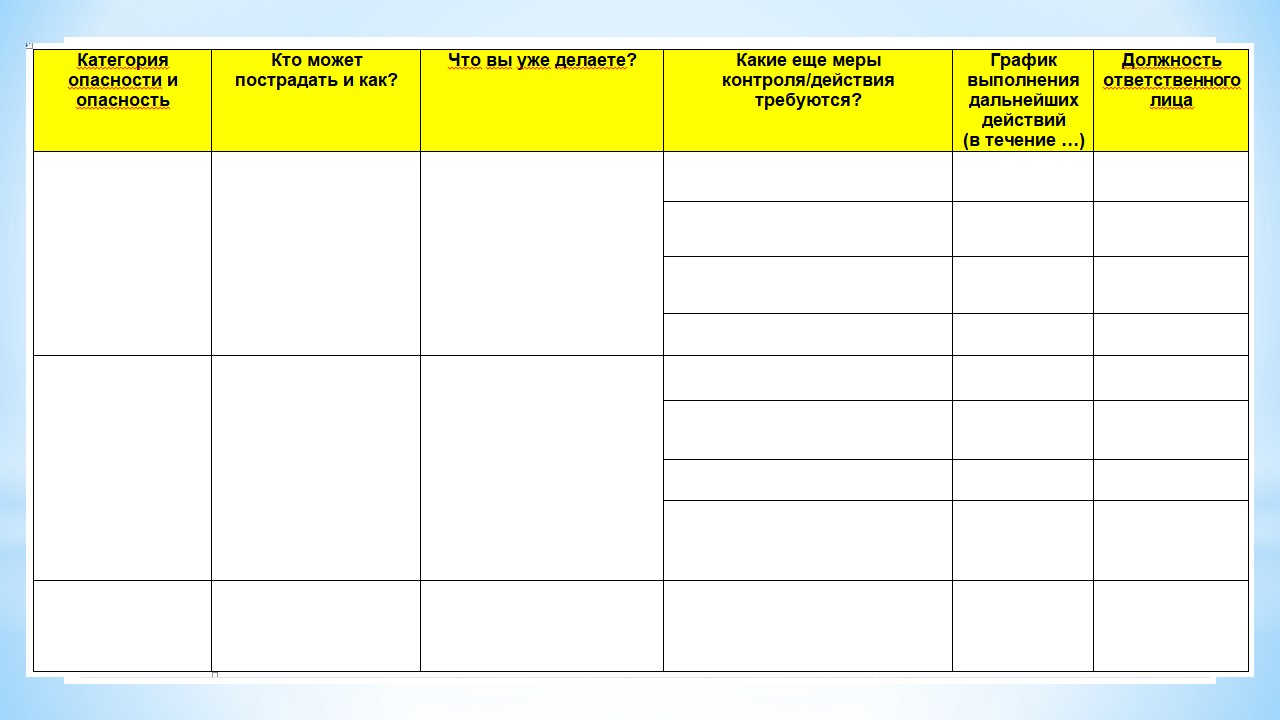 Категория
опасности и
опасность
Кто может
пострадать и как?
Что вы уже делаете?
Какие еще меры
контроля/действия
требуются?
График
выполнения
дальнейших
действий
(в течение …)
Должность
ответственного
лица